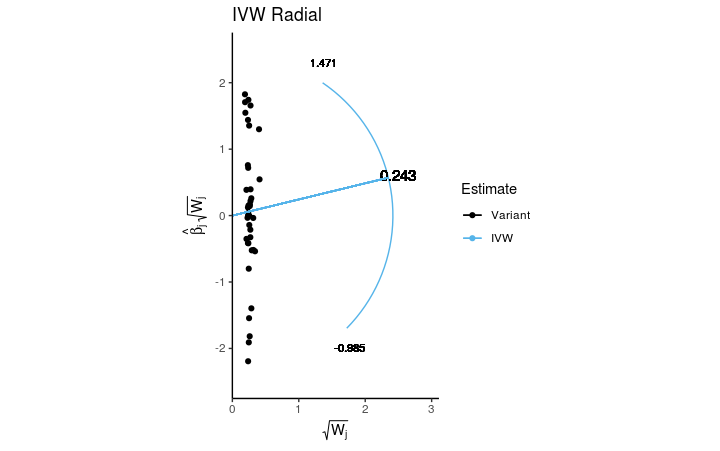 IVW Radial
1.471
2
1
0.243
0
-1
-2
-0.985
0 1 2 3
β̂j√Wj
√Wj
Estimate
Variant
IVW